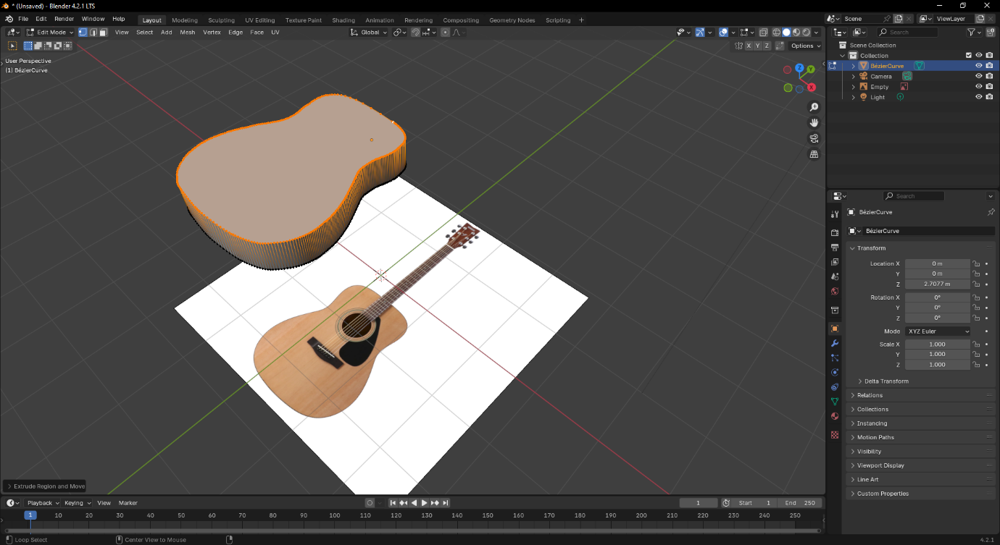 * (Unsaved) - Blender 4.2.1 LTS
File Edit Render Window Help Layout Modeling Sculpting UV Editing Texture Paint Shading Animation Rendering Compositing Geometry Nodes Scripting + Scene ViewLayer
Edit Mode View Select Add Mesh Vertex Edge Face UV Global Search
X Y Z Options
User Perspective
(1) BézierCurve
Scene Collection
Collection
BézierCurve
Camera
Empty
Light
Z Y X
Search
BézierCurve
BézierCurve
Transform
Location X 0 m
Y 0 m
Z 2.7077 m
Rotation X 0°
Y 0°
Z 0°
Mode XYZ Euler
Scale X 1.000
Y 1.000
Z 1.000
Delta Transform
Relations
Collections
Instancing
Motion Paths
Visibility
Viewport Display
Line Art
Custom Properties
Extrude Region and Move
Playback Keying View Marker 1 Start 1 End 250
1 10 20 30 40 50 60 70 80 90 100 110 120 130 140 150 160 170 180 190 200 210 220 230 240 250
Loop Select Center View to Mouse 4.2.1